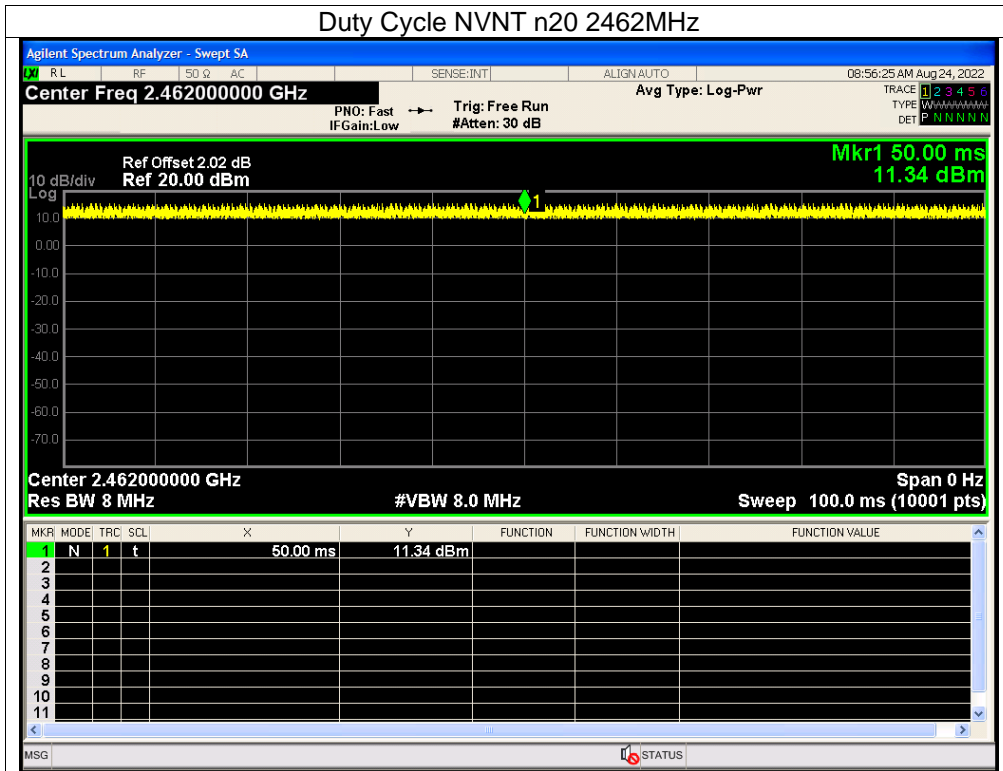 Duty Cycle NVNT n20 2462MHz
Agilent Spectrum Analyzer - Swept SA
LXI RL RF 50 Ω AC SENSE:INT ALIGN AUTO 08:56:25 AM Aug 24, 2022
Center Freq 2.462000000 GHz Avg Type: Log-Pwr TRACE 1 2 3 4 5 6
PNO: Fast Trig: Free Run TYPE WWWWWW
IFGain:Low #Atten: 30 dB DET P N N N N N
Mkr1 50.00 ms
Ref Offset 2.02 dB
10 dB/div Ref 20.00 dBm 11.34 dBm
Log
1
10.0
0.00
-10.0
-20.0
-30.0
-40.0
-50.0
-60.0
-70.0
Center 2.462000000 GHz Span 0 Hz
Res BW 8 MHz #VBW 8.0 MHz Sweep 100.0 ms (10001 pts)
MKR MODE TRC SCL X Y FUNCTION FUNCTION WIDTH FUNCTION VALUE
1 N 1 t 50.00 ms 11.34 dBm
2
3
4
5
6
7
8
9
10
11
MSG STATUS